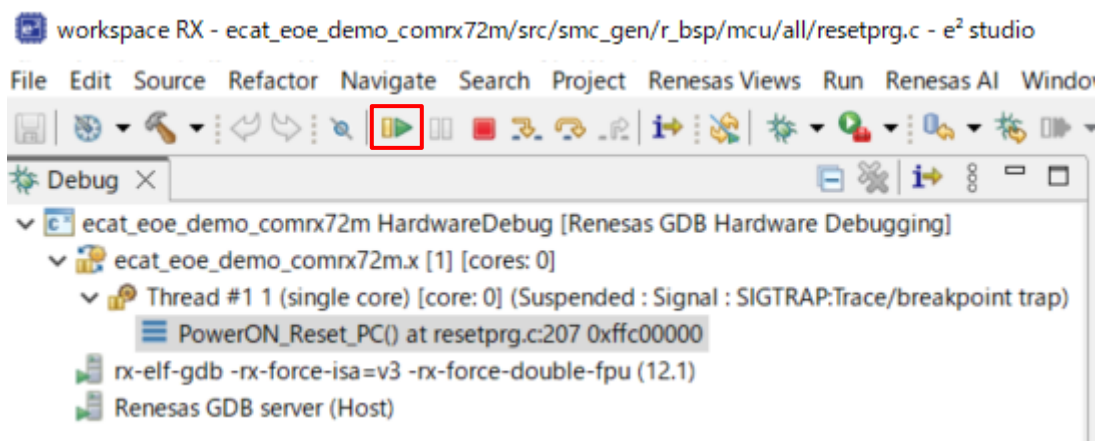 workspace RX - ecat_eoe_demo_comrx72m/src/smc_gen/r_bsp/mcu/all/resetprg.c - e² studio
File Edit Source Refactor Navigate Search Project Renesas Views Run Renesas AI Window
Debug
ecat_eoe_demo_comrx72m HardwareDebug [Renesas GDB Hardware Debugging]
ecat_eoe_demo_comrx72m.x [1] [cores: 0]
Thread #1 1 (single core) [core: 0] (Suspended : Signal : SIGTRAP:Trace/breakpoint trap)
PowerON_Reset_PC() at resetprg.c:207 0xffc00000
rx-elf-gdb -rx-force-isa=v3 -rx-force-double-fpu (12.1)
Renesas GDB server (Host)